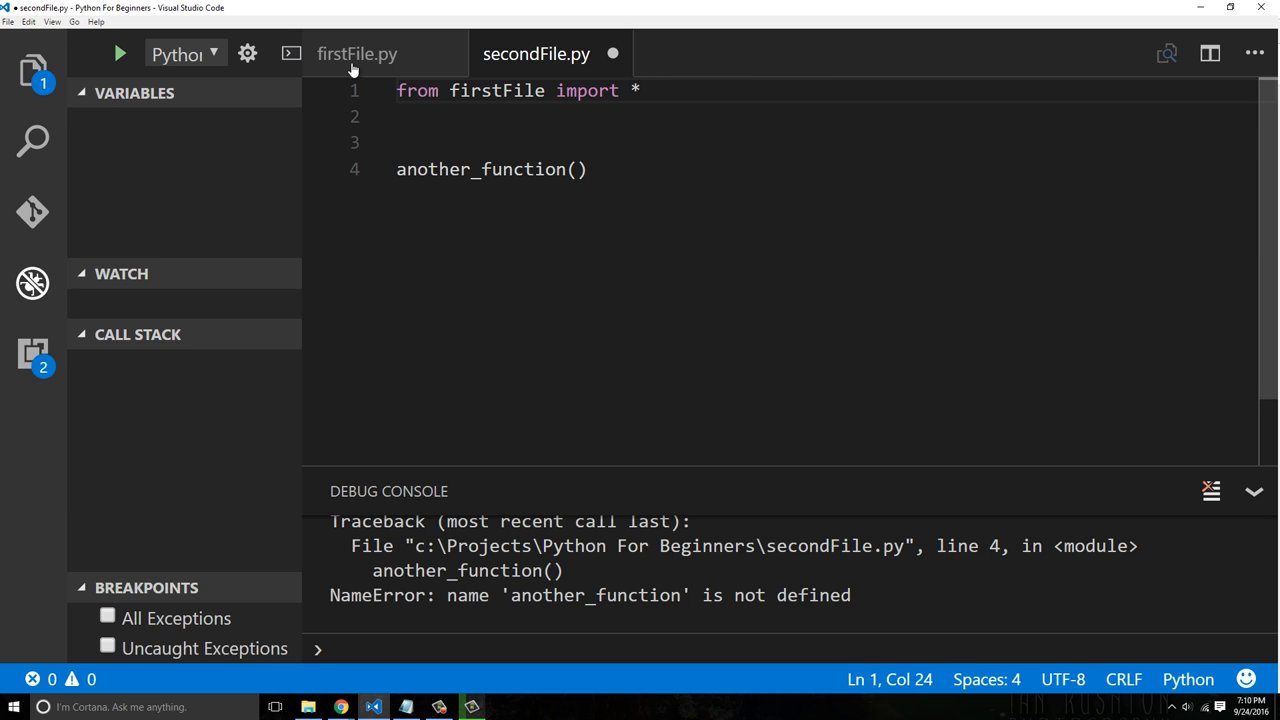 ● secondFile.py - Python For Beginners - Visual Studio Code
File Edit View Go Help
Python
firstFile.py
secondFile.py
1
VARIABLES
WATCH
CALL STACK
2
BREAKPOINTS
All Exceptions
Uncaught Exceptions
1 from firstFile import *
2
3
4 another_function()
DEBUG CONSOLE
Traceback (most recent call last):
File "c:\Projects\Python For Beginners\secondFile.py", line 4, in <module>
another_function()
NameError: name 'another_function' is not defined
0 0
Ln 1, Col 24 Spaces: 4 UTF-8 CRLF Python
I'm Cortana. Ask me anything.
7:10 PM
9/24/2016